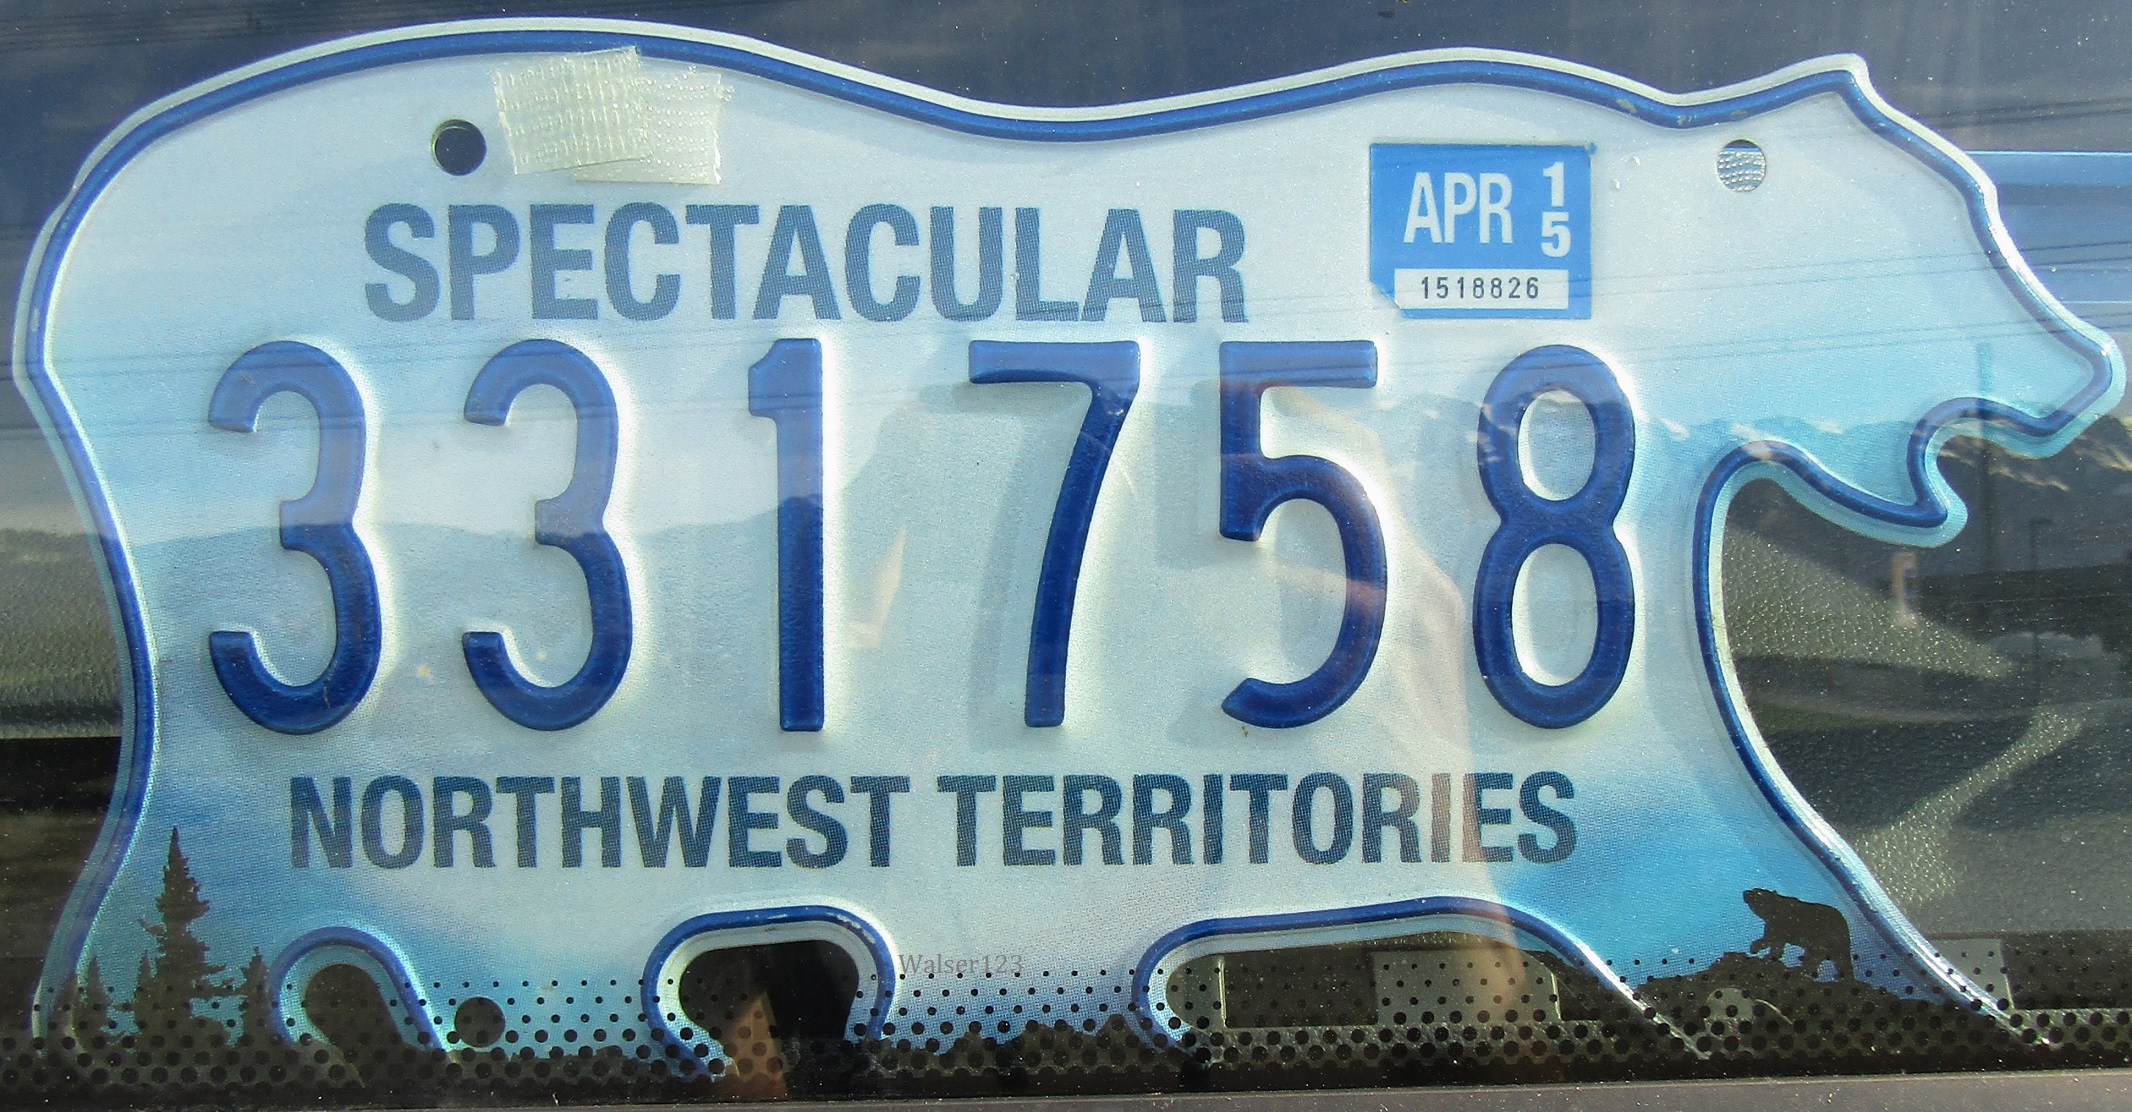 SPECTACULAR
APR 15
1518826
331758
NORTHWEST TERRITORIES
Walser123